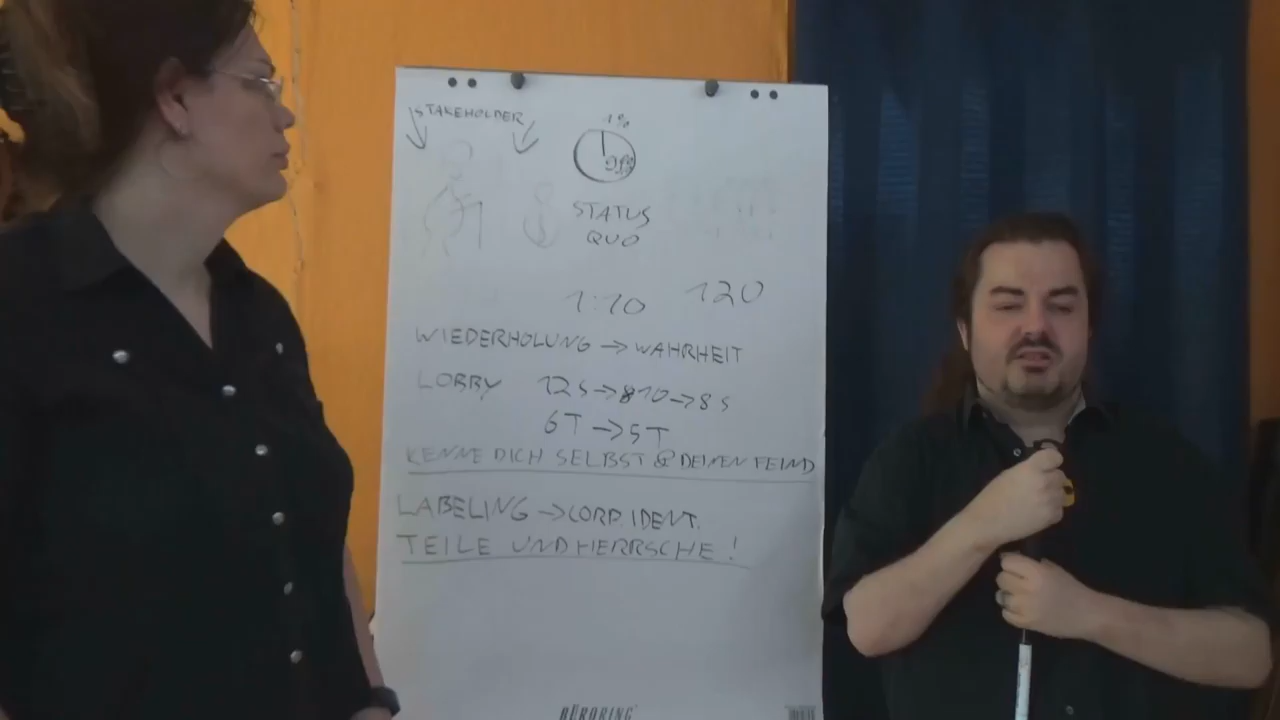 STAKEHOLDER
1%
99%
STATUS
QUO
1:10
120
WIEDERHOLUNG → WAHRHEIT
LOBBY 12S → 10 → 8S
6T → 5T
KENNE DICH SELBST & DEINEN FEIND
LABELING → CORP. IDENT.
TEILE UND HERRSCHE!
BÜRORING